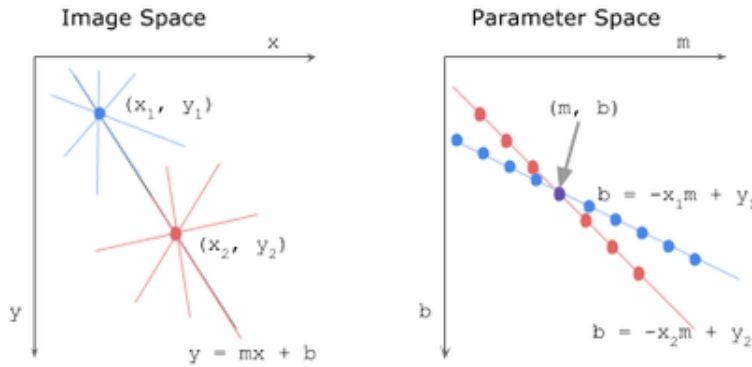 Image Space
x
(x₁, y₁)
(x₂, y₂)
y
y = mx + b
Parameter Space
m
(m, b)
b = -x₁m + y₁
b
b = -x₂m + y₂